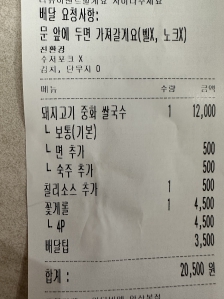 배달 요청사항:
문 앞에 두면 가져갈게요(벨X, 노크X)
친환경
수저포크 X
김치, 단무지 O
메뉴 수량 금액
돼지고기 중화 쌀국수 1 12,000
ㄴ 보통(기본)
ㄴ 면 추가 500
ㄴ 숙주 추가 500
칠리소스 추가 1 500
꽃게롤 1 4,500
ㄴ 4P 4,500
배달팁 3,500
합계 : 20,500 원